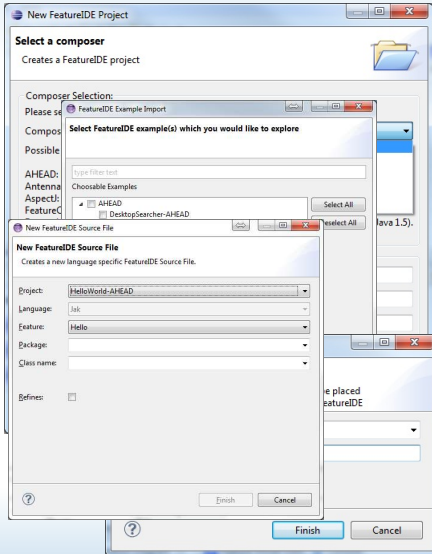 New FeatureIDE Project
Select a composer
Creates a FeatureIDE project
Composer Selection:
Please se
Compos
Possible
AHEAD:
Antenna
AspectJ:
FeatureC
Java 1.5).
FeatureIDE Example Import
Select FeatureIDE example(s) which you would like to explore
type filter text
Choosable Examples
AHEAD
DesktopSearcher-AHEAD
Select All
Deselect All
New FeatureIDE Source File
New FeatureIDE Source File
Creates a new language specific FeatureIDE Source File.
Project:
HelloWorld-AHEAD
Language:
Jak
Feature:
Hello
Package:
Class name:
Refines:
Finish
Cancel
e placed
eatureIDE
Finish
Cancel